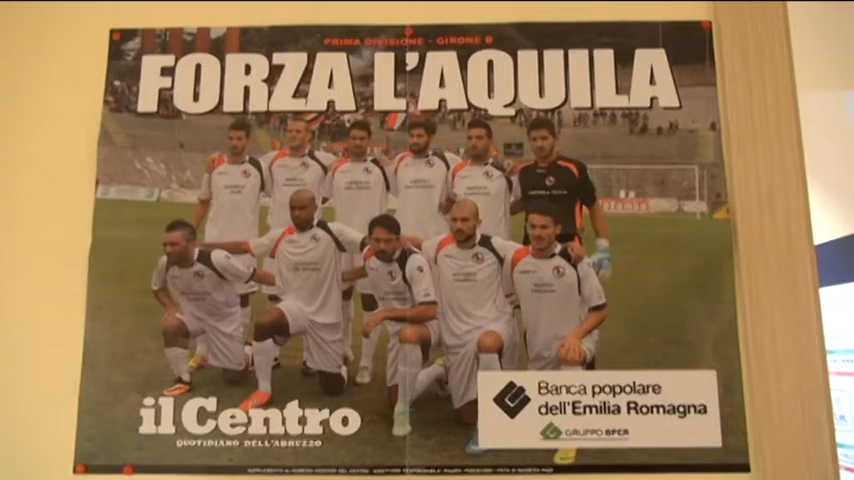 PRIMA DIVISIONE - GIRONE B
FORZA L'AQUILA
il Centro
QUOTIDIANO DELL'ABRUZZO
Banca popolare
dell'Emilia Romagna
GRUPPO BPER